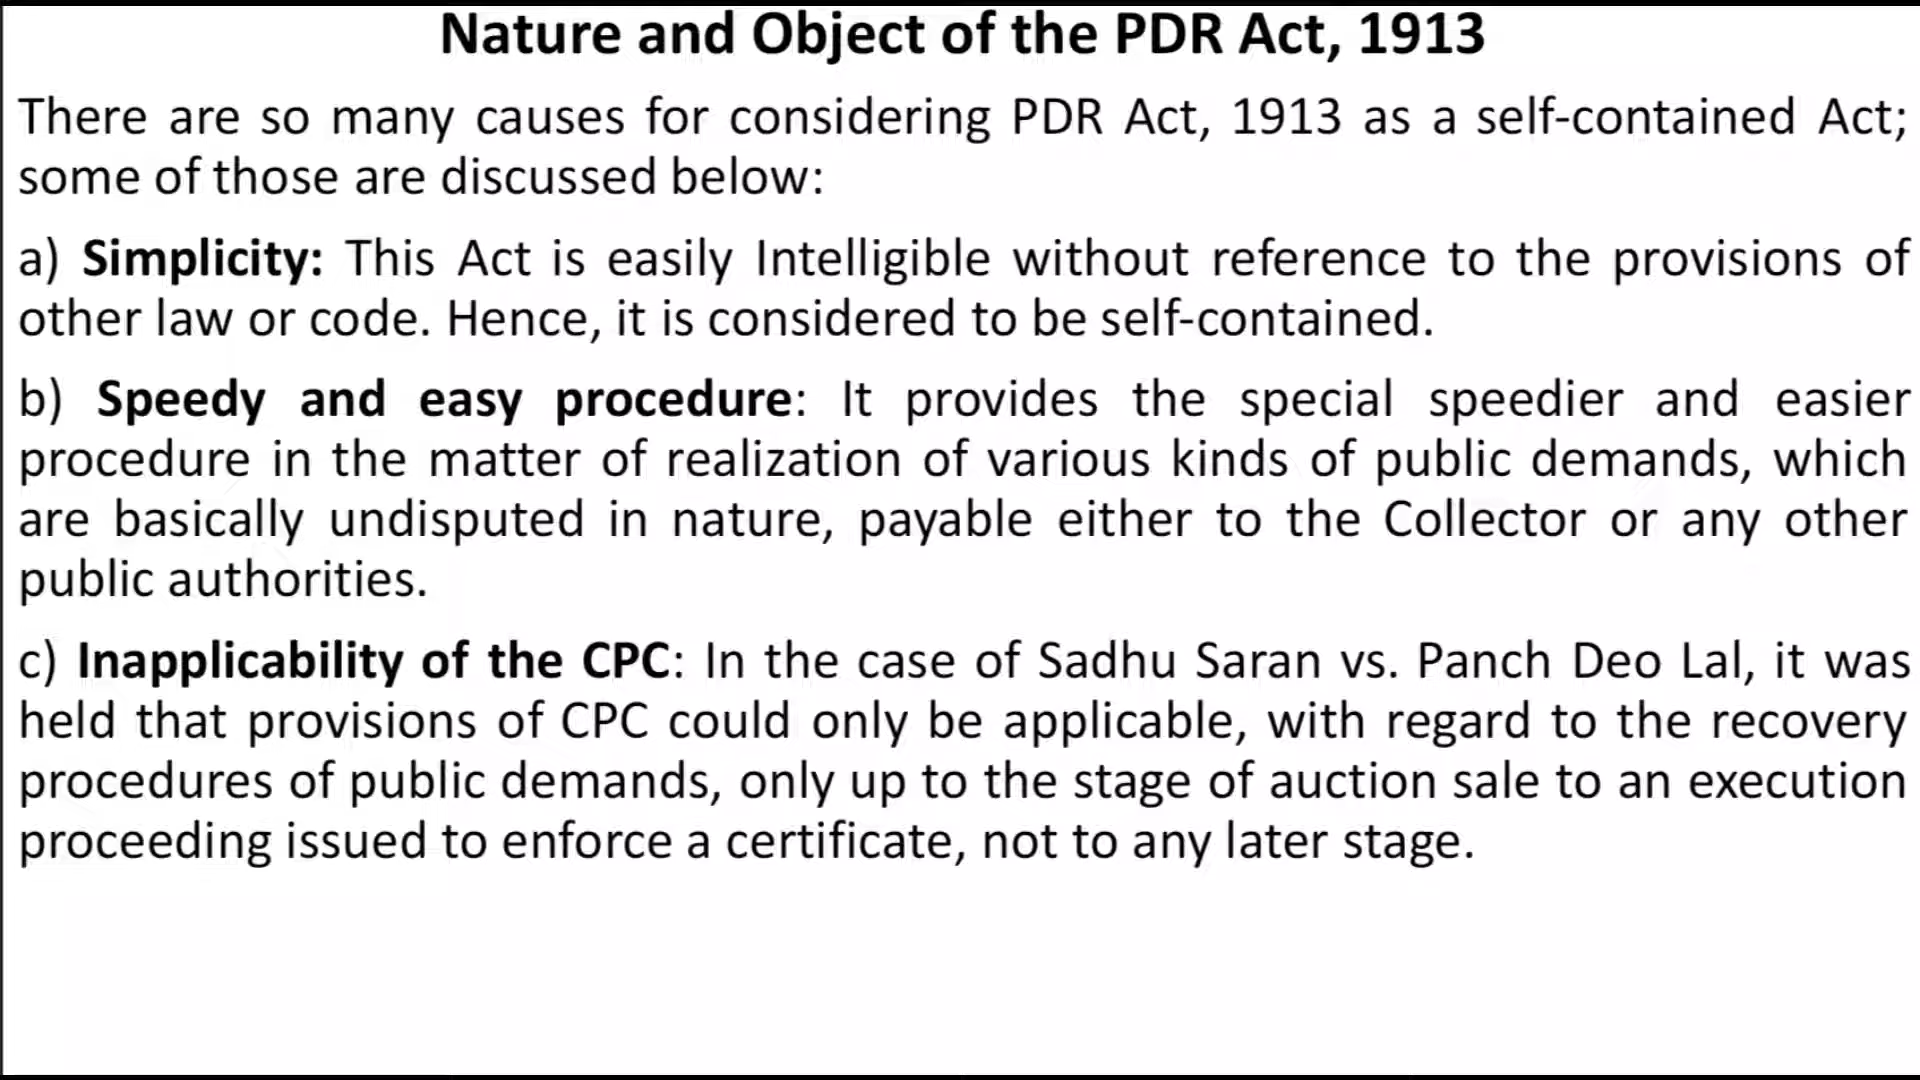 Nature and Object of the PDR Act, 1913
There are so many causes for considering PDR Act, 1913 as a self-contained Act;
some of those are discussed below:
a) Simplicity: This Act is easily Intelligible without reference to the provisions of
other law or code. Hence, it is considered to be self-contained.
b) Speedy and easy procedure: It provides the special speedier and easier
procedure in the matter of realization of various kinds of public demands, which
are basically undisputed in nature, payable either to the Collector or any other
public authorities.
c) Inapplicability of the CPC: In the case of Sadhu Saran vs. Panch Deo Lal, it was
held that provisions of CPC could only be applicable, with regard to the recovery
procedures of public demands, only up to the stage of auction sale to an execution
proceeding issued to enforce a certificate, not to any later stage.